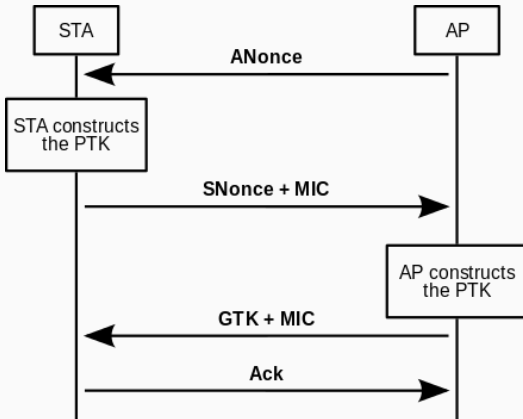 STA
AP
ANonce
STA constructs
the PTK
SNonce + MIC
AP constructs
the PTK
GTK + MIC
Ack